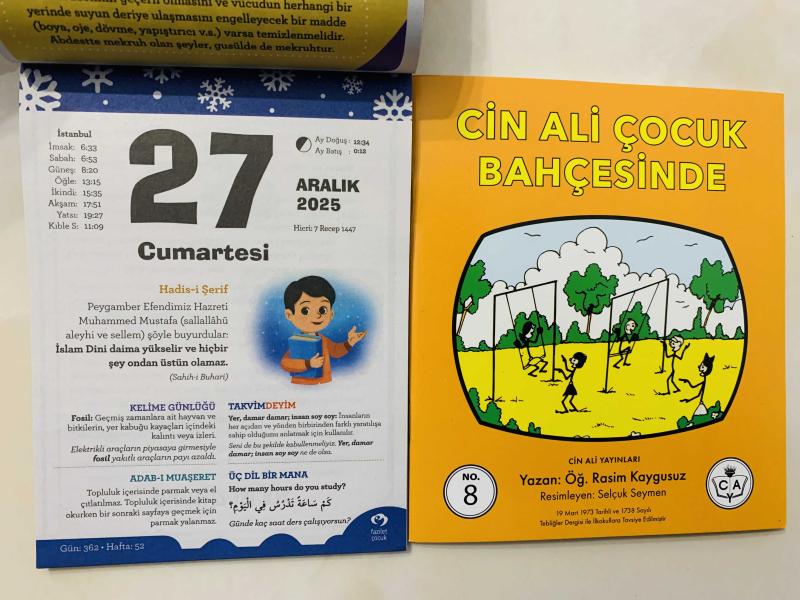 geçerli olmasını ve vücudun herhangi bir
yerinde suyun deriye ulaşmasını engelleyecek bir madde
(boya, oje, dövme, yapıştırıcı v.s.) varsa temizlenmelidir.
Abdestte mekruh olan şeyler, gusülde de mekruhtur.
İstanbul
İmsak: 6:33
Sabah: 6:53
Güneş: 8:20
Öğle: 13:15
İkindi: 15:35
Akşam: 17:51
Yatsı: 19:27
Kıble S: 11:09
27
Cumartesi
Ay Doğuş : 12:34
Ay Batış : 0:12
ARALIK
2025
Hicri: 7 Recep 1447
Hadis-i Şerif
Peygamber Efendimiz Hazreti
Muhammed Mustafa (sallallâhü
aleyhi ve sellem) şöyle buyurdular:
İslam Dini daima yükselir ve hiçbir
şey ondan üstün olamaz.
(Sahih-i Buhari)
KELİME GÜNLÜĞÜ
Fosil: Geçmiş zamanlara ait hayvan ve
bitkilerin, yer kabuğu kayaçları içindeki
kalıntı veya izleri.
Elektrikli araçların piyasaya girmesiyle
fosil yakıtlı araçların payı azaldı.
TAKVİMDEYİM
Yer, damar damar; insan soy soy: İnsanların
her açıdan ve yönden birbirinden farklı yaratılışa
sahip olduğunu anlatmak için kullanılır.
Seni de bu şekilde kabullenmeliyiz. Yer, damar
damar; insan soy soy ne de olsa.
ADAB-I MUAŞERET
Topluluk içerisinde parmak veya el
çıtlatılmaz. Topluluk içerisinde kitap
okurken bir sonraki sayfaya geçmek için
parmak yalanmaz.
ÜÇ DİL BİR MANA
How many hours do you study?
كَمْ سَاعَةً تَدْرُسُ فِي الْيَوْمِ؟
Günde kaç saat ders çalışıyorsun?
fazilet
çocuk
Gün: 362 • Hafta: 52
CİN ALİ ÇOCUK
BAHÇESİNDE
CİN ALİ YAYINLARI
Yazan: Öğ. Rasim Kaygusuz
Resimleyen: Selçuk Seymen
NO.
8
19 Mart 1973 Tarihli ve 1738 Sayılı
Tebliğler Dergisi ile İlkokullara Tavsiye Edilmiştir
C A
Y